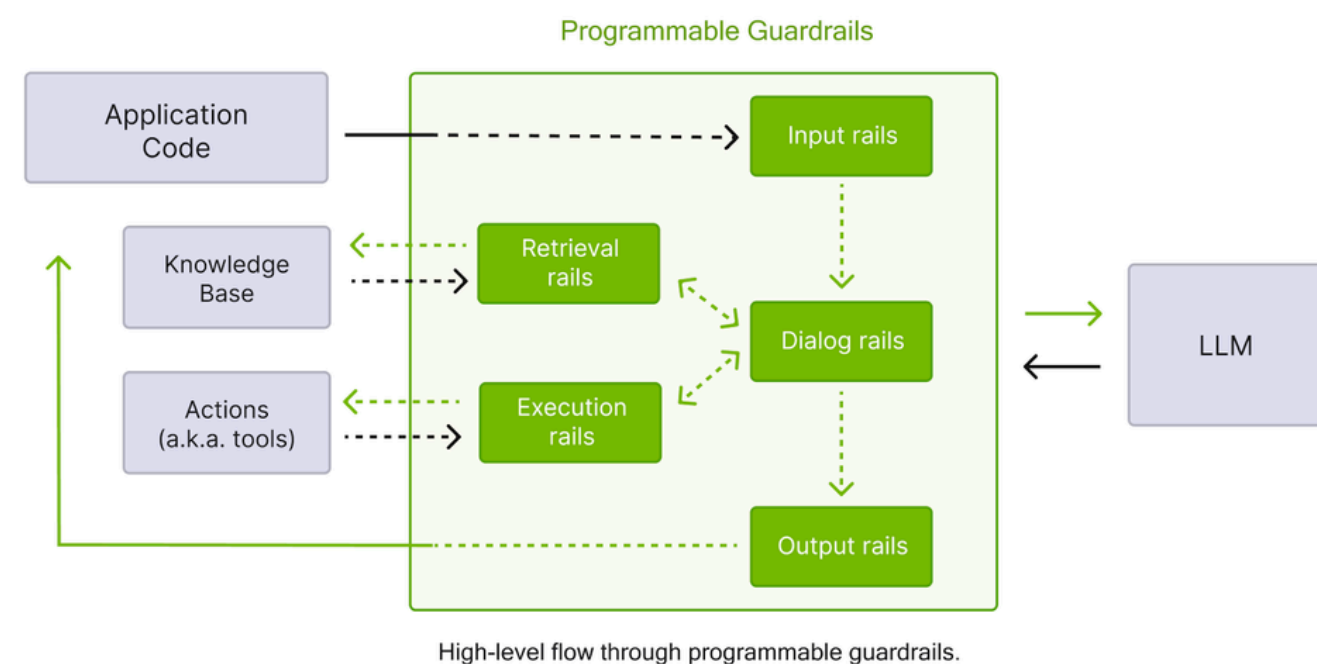 Programmable Guardrails
Application
Code
Input rails
Knowledge
Base
Retrieval
rails
Dialog rails
LLM
Actions
(a.k.a. tools)
Execution
rails
Output rails
High-level flow through programmable guardrails.